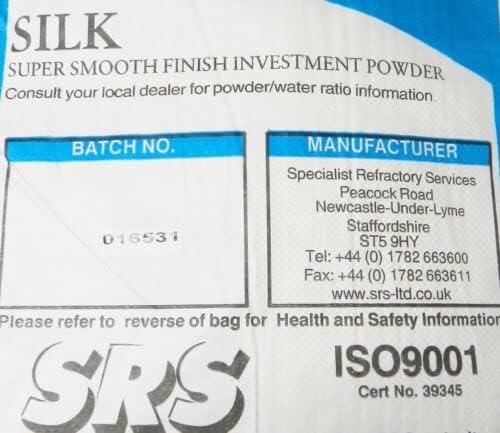 SILK
SUPER SMOOTH FINISH INVESTMENT POWDER
Consult your local dealer for powder/water ratio information.
BATCH NO.
016531
MANUFACTURER
Specialist Refractory Services
Peacock Road
Newcastle-Under-Lyme
Staffordshire
ST5 9HY
Tel: +44 (0) 1782 663600
Fax: +44 (0) 1782 663611
www.srs-ltd.co.uk
Please refer to reverse of bag for Health and Safety Information
SRS
ISO9001
Cert No. 39345